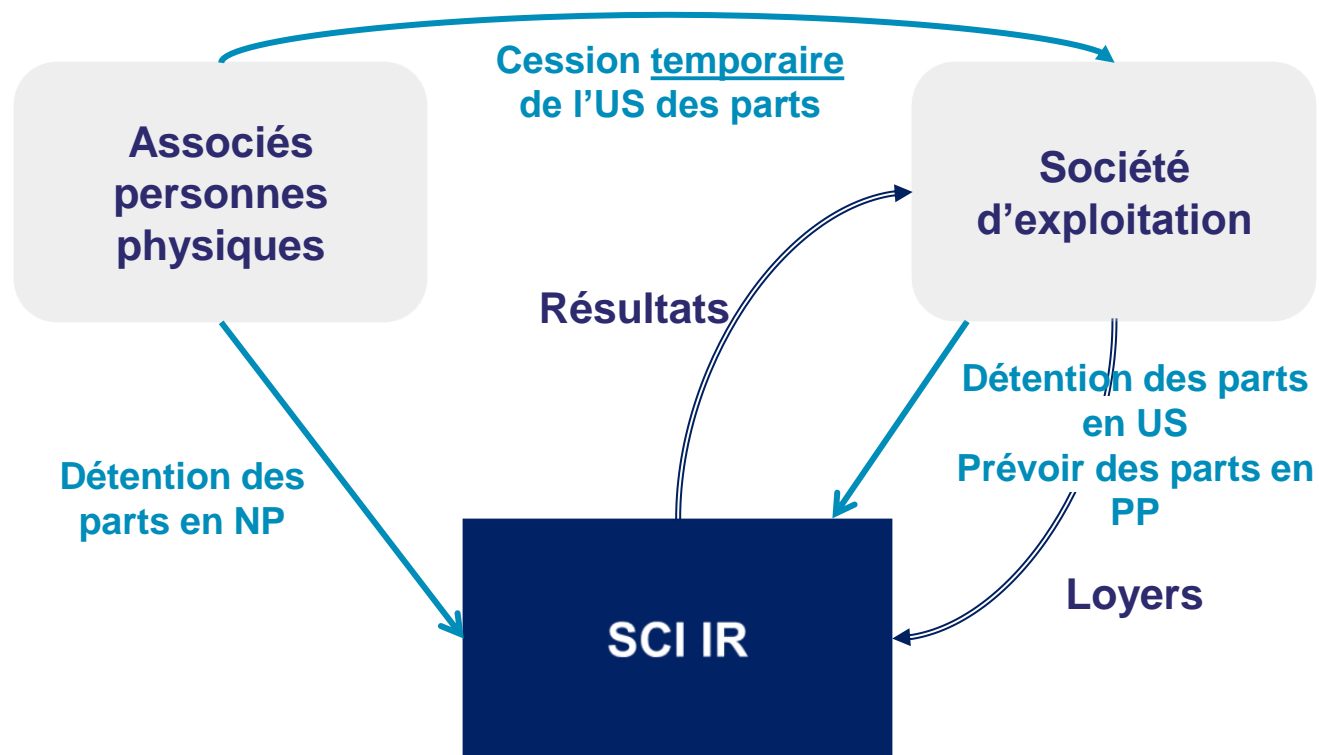 Cession temporaire
de l’US des parts
Associés
personnes
physiques
Société
d’exploitation
Résultats
Détention des parts
en US
Prévoir des parts en
PP
Détention des
parts en NP
Loyers
SCI IR